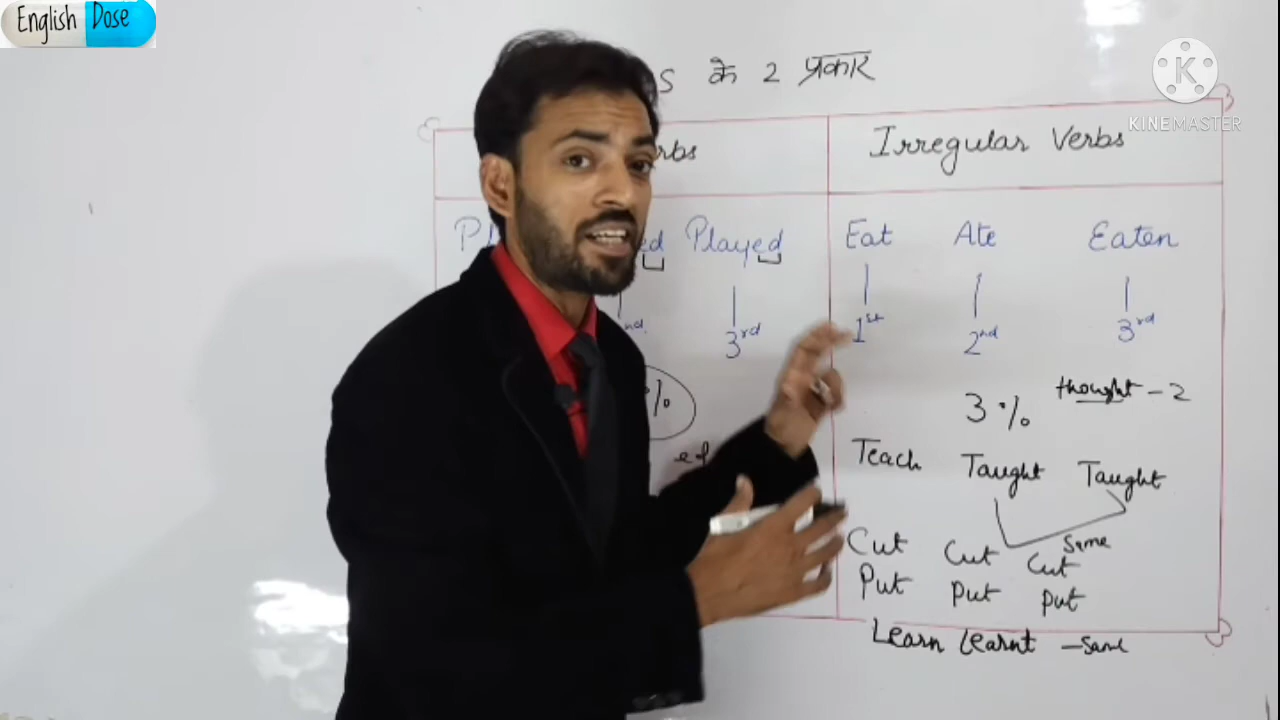 English Dose
के 2 प्रकार
KINEMASTER
Irregular Verbs
Played Eat Ate Eaten
3rd 1st 2nd 3rd
3% thought - 2
Teach Taught Taught
Same
Cut Cut Cut
Put Put Put
Learn Learnt - Same